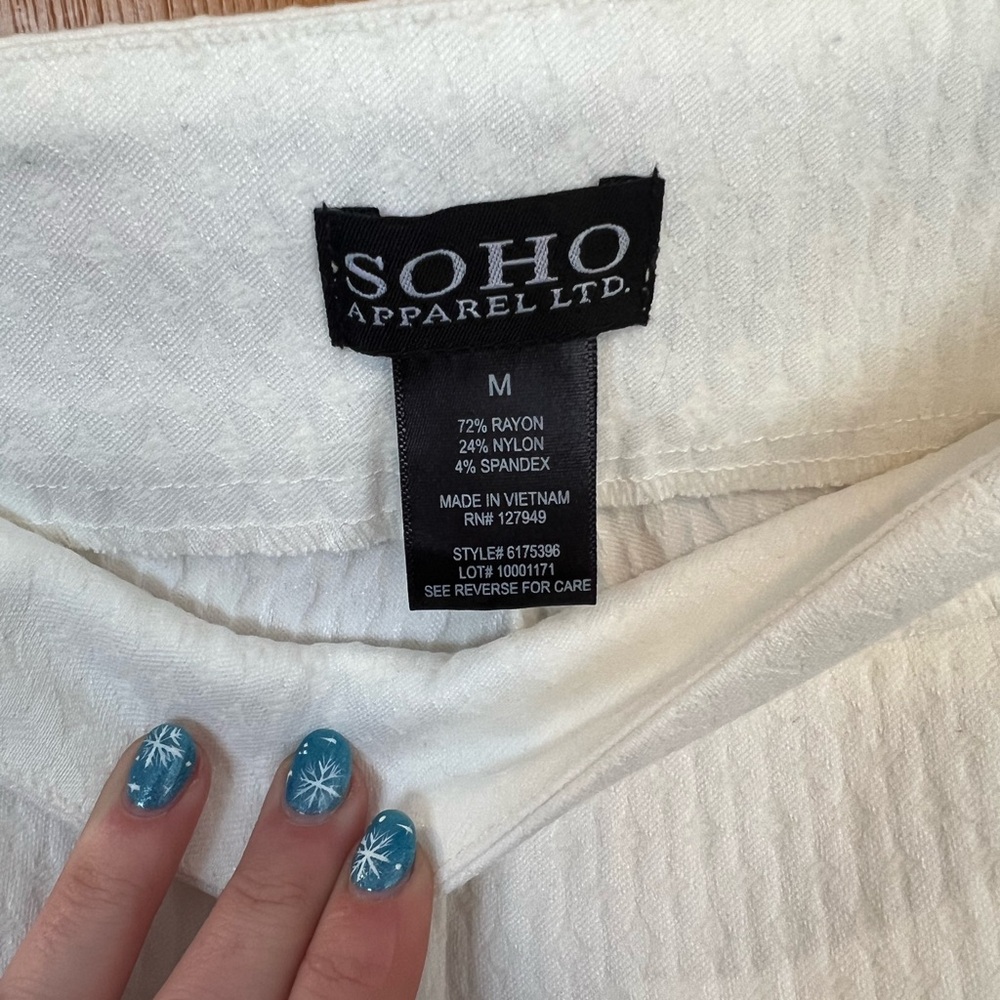 SOHO
APPAREL LTD.
M
72% RAYON
24% NYLON
4% SPANDEX
MADE IN VIETNAM
RN# 127949
STYLE# 6175396
LOT# 10001171
SEE REVERSE FOR CARE